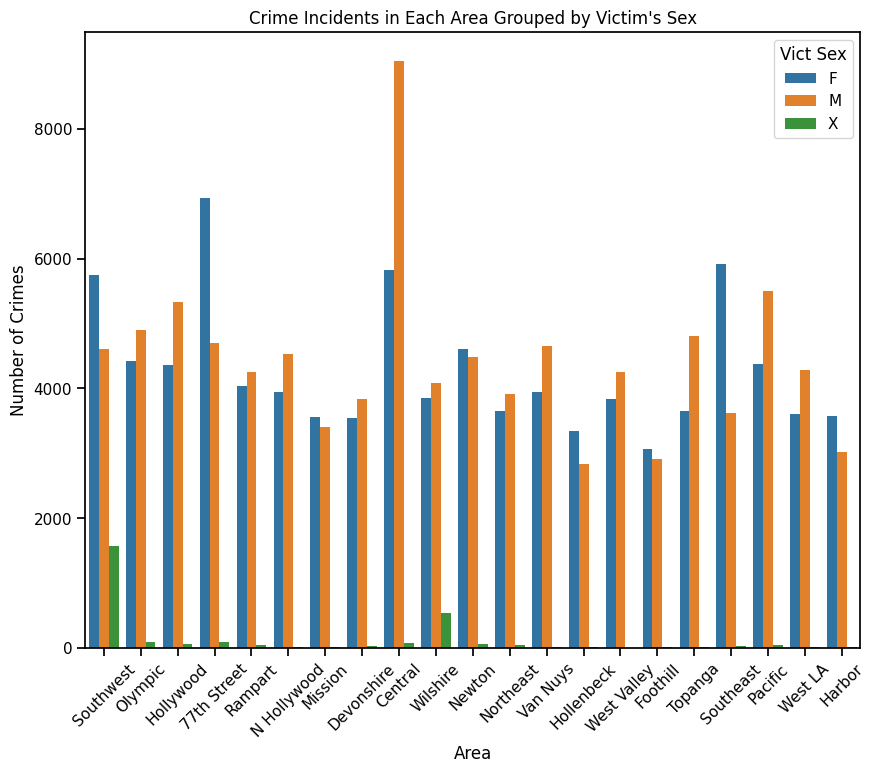 Crime Incidents in Each Area Grouped by Victim's Sex
Vict Sex
F
M
X
Number of Crimes
8000
6000
4000
2000
0
Southwest
Olympic
Hollywood
77th Street
Rampart
N Hollywood
Mission
Devonshire
Central
Wilshire
Newton
Northeast
Van Nuys
Hollenbeck
West Valley
Foothill
Topanga
Southeast
Pacific
West LA
Harbor
Area